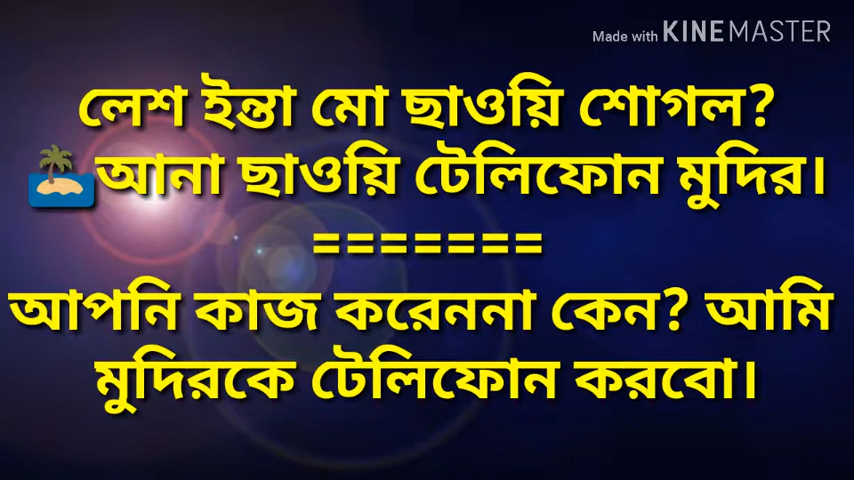 Made with KINEMASTER
লেশ ইন্তা মো ছাওয়ি শোগল?
🏝️আনা ছাওয়ি টেলিফোন মুদির।
=======
আপনি কাজ করেননা কেন? আমি
মুদিরকে টেলিফোন করবো।